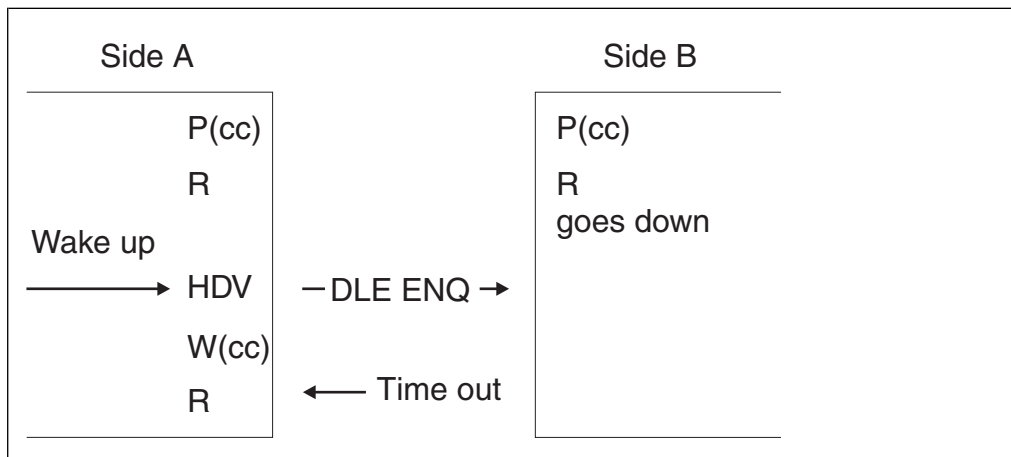 Side A
Side B
P(cc)
P(cc)
R
R
goes down
Wake up
HDV
DLE ENQ
W(cc)
R
Time out